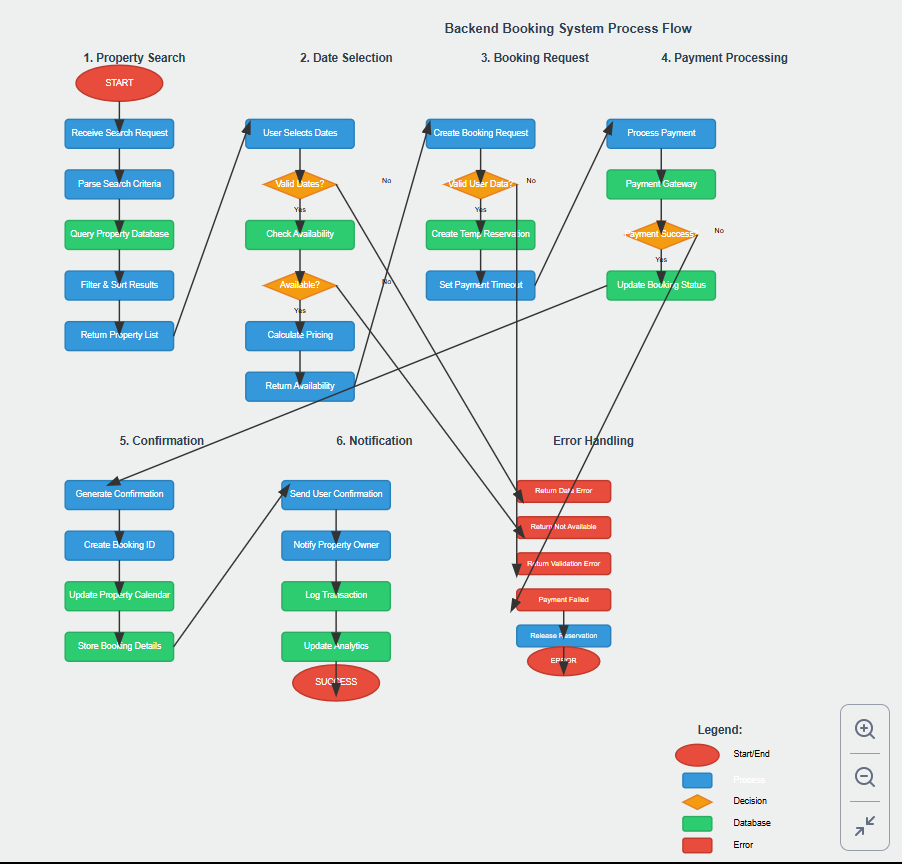 Backend Booking System Process Flow
1. Property Search
2. Date Selection
3. Booking Request
4. Payment Processing
START
Receive Search Request
Parse Search Criteria
Query Property Database
Filter & Sort Results
Return Property List
User Selects Dates
Valid Dates?
No
Yes
Check Availability
Available?
No
Yes
Calculate Pricing
Return Availability
Create Booking Request
Valid User Data?
No
Yes
Create Temp Reservation
Set Payment Timeout
Process Payment
Payment Gateway
Payment Success?
No
Yes
Update Booking Status
5. Confirmation
6. Notification
Error Handling
Generate Confirmation
Create Booking ID
Update Property Calendar
Store Booking Details
Send User Confirmation
Notify Property Owner
Log Transaction
Update Analytics
SUCCESS
Return Date Error
Return Not Available
Return Validation Error
Payment Failed
Release Reservation
ERROR
Legend:
Start/End
Process
Decision
Database
Error